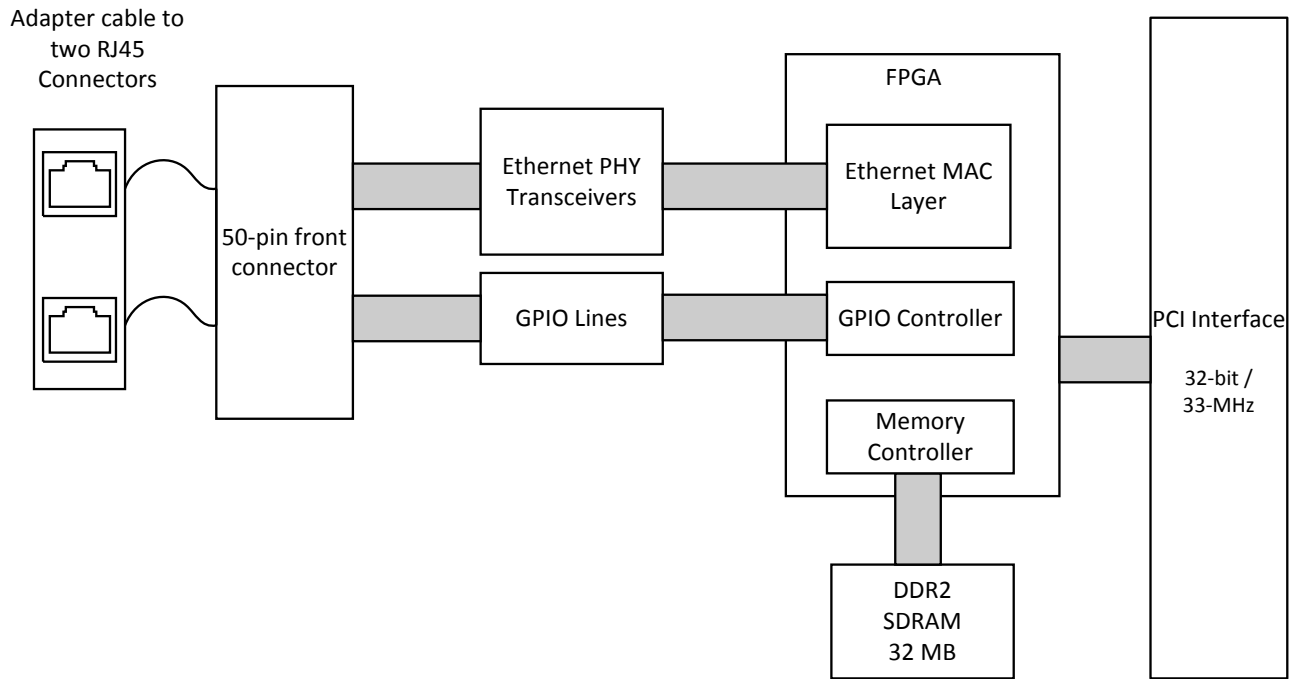 Adapter cable to
two RJ45
Connectors
50-pin front
connector
Ethernet PHY
Transceivers
GPIO Lines
FPGA
Ethernet MAC
Layer
GPIO Controller
Memory
Controller
DDR2
SDRAM
32 MB
PCI Interface
32-bit /
33-MHz